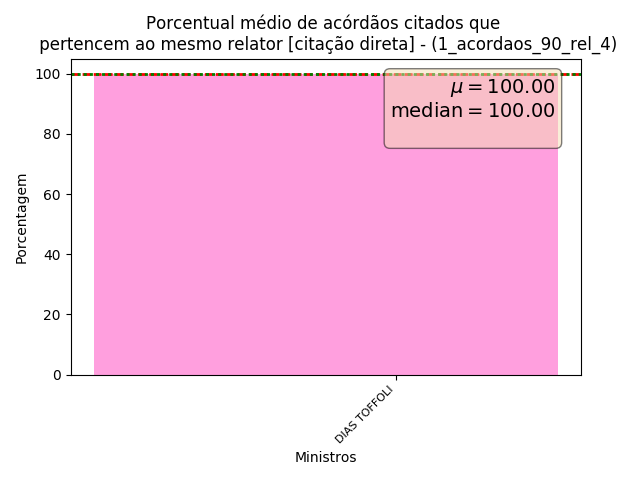 Porcentual médio de acórdãos citados que
pertencem ao mesmo relator [citação direta] - (1_acordaos_90_rel_4)
100
80
60
40
20
0
Porcentagem
μ = 100.00
median = 100.00
DIAS TOFFOLI
Ministros